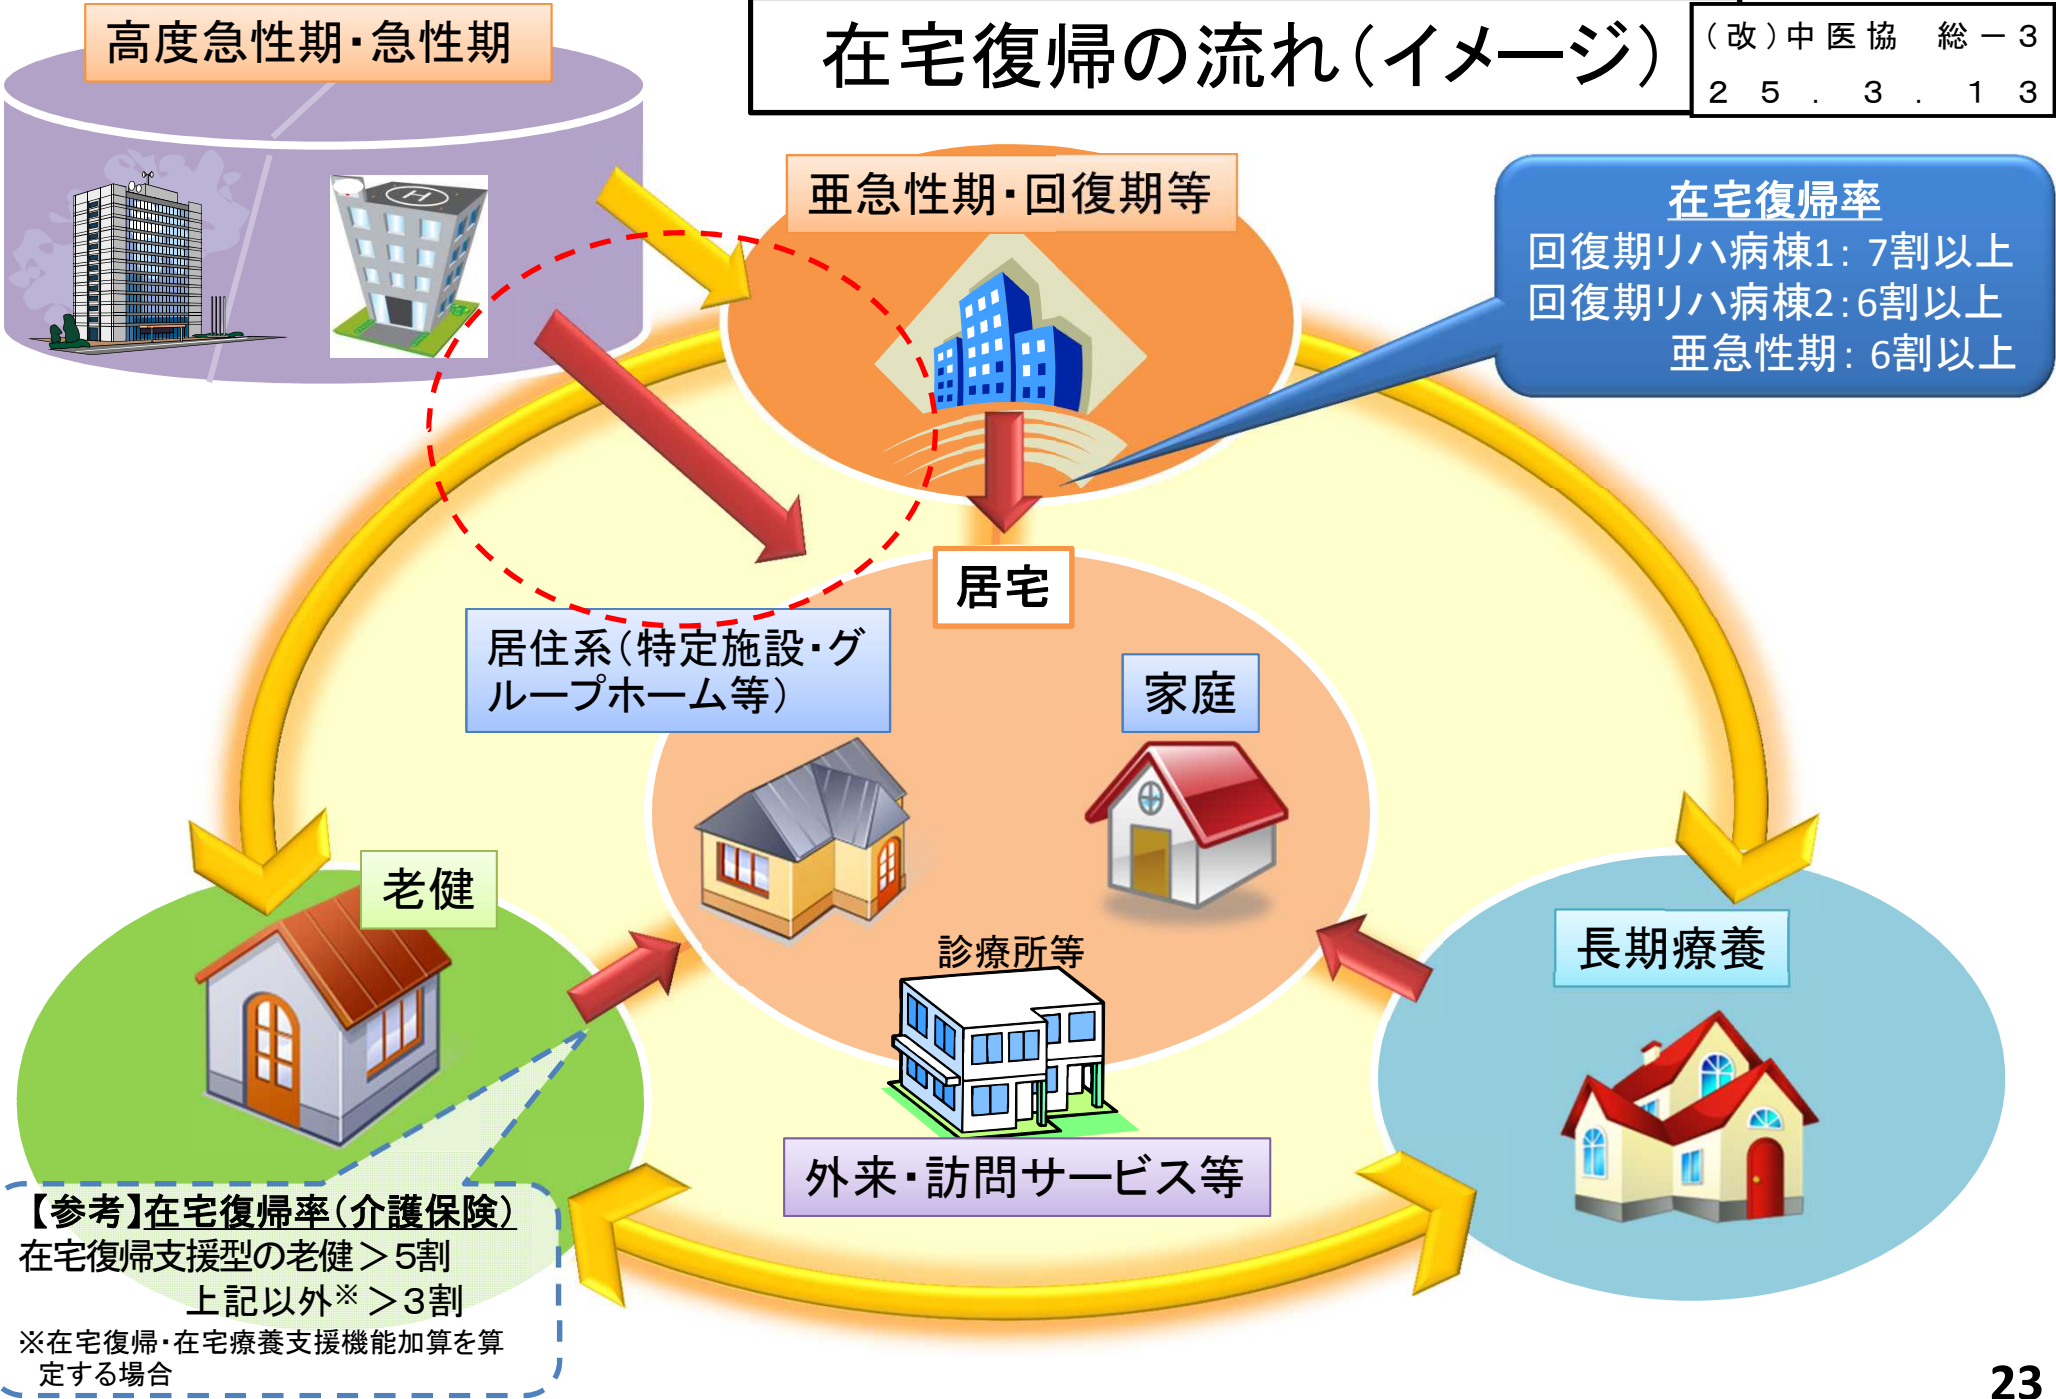 高度急性期・急性期
在宅復帰の流れ（イメージ）
（改）中医協　総－３
２５．３．１３
亜急性期・回復期等
在宅復帰率
回復期リハ病棟1：7割以上
回復期リハ病棟2：6割以上
亜急性期：6割以上
居宅
居住系（特定施設・グ
ループホーム等）
家庭
老健
診療所等
長期療養
外来・訪問サービス等
【参考】在宅復帰率（介護保険）
在宅復帰支援型の老健＞５割
上記以外※＞３割
※在宅復帰・在宅療養支援機能加算を算
定する場合
23
H